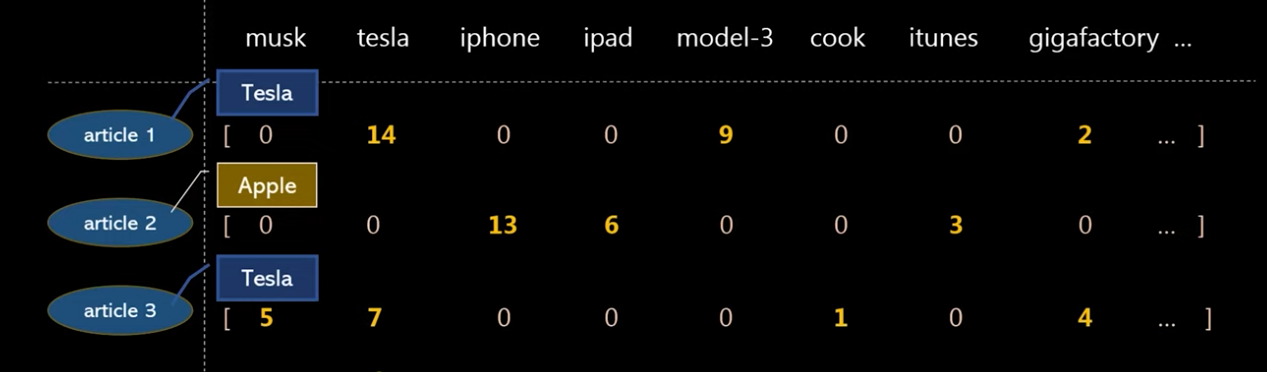 musk tesla iphone ipad model-3 cook itunes gigafactory ...
Tesla
article 1 [ 0 14 0 0 9 0 0 2 ... ]
Apple
article 2 [ 0 0 13 6 0 0 3 0 ... ]
Tesla
article 3 [ 5 7 0 0 0 1 0 4 ... ]